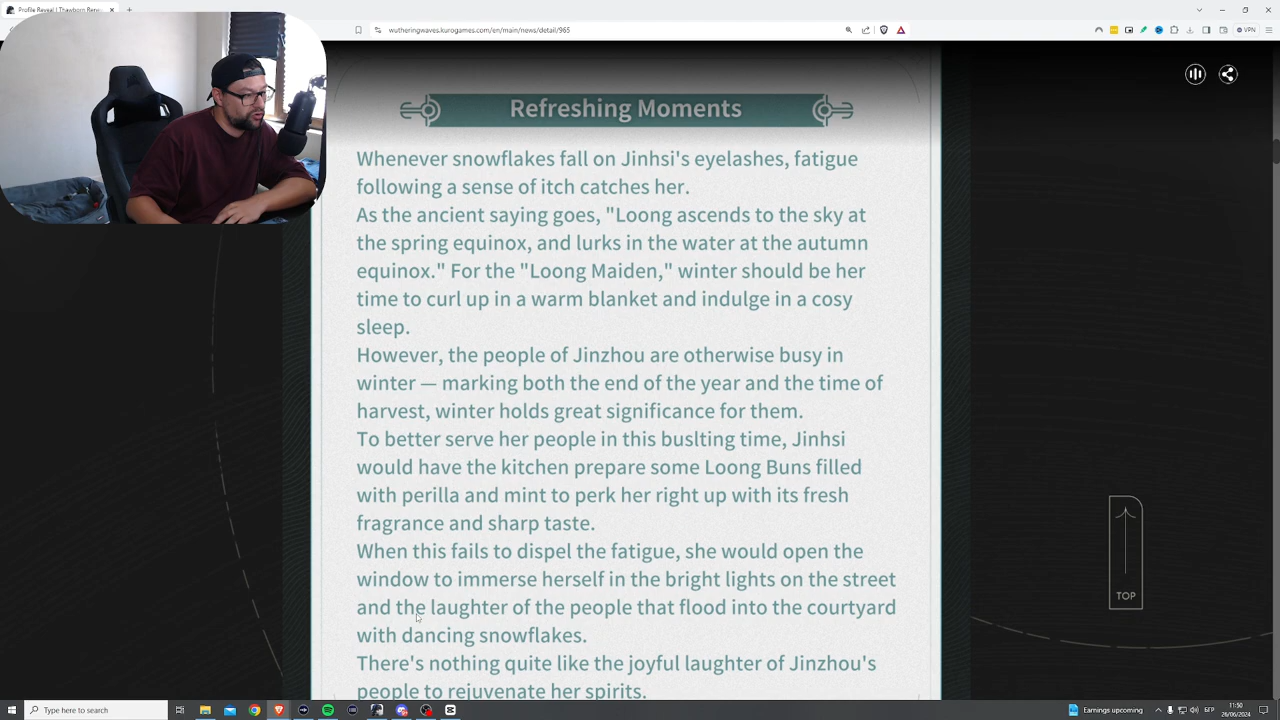 Profile Reveal | Thawborn Rene
wutheringwaves.kurogames.com/en/main/news/detail/965
VPN
Refreshing Moments
Whenever snowflakes fall on Jinhsi's eyelashes, fatigue
following a sense of itch catches her.
As the ancient saying goes, "Loong ascends to the sky at
the spring equinox, and lurks in the water at the autumn
equinox." For the "Loong Maiden," winter should be her
time to curl up in a warm blanket and indulge in a cosy
sleep.
However, the people of Jinzhou are otherwise busy in
winter — marking both the end of the year and the time of
harvest, winter holds great significance for them.
To better serve her people in this buslting time, Jinhsi
would have the kitchen prepare some Loong Buns filled
with perilla and mint to perk her right up with its fresh
fragrance and sharp taste.
When this fails to dispel the fatigue, she would open the
window to immerse herself in the bright lights on the street
and the laughter of the people that flood into the courtyard
with dancing snowflakes.
There's nothing quite like the joyful laughter of Jinzhou's
people to rejuvenate her spirits.
TOP
Type here to search
Earnings upcoming
БГР
11:50
26/06/2024